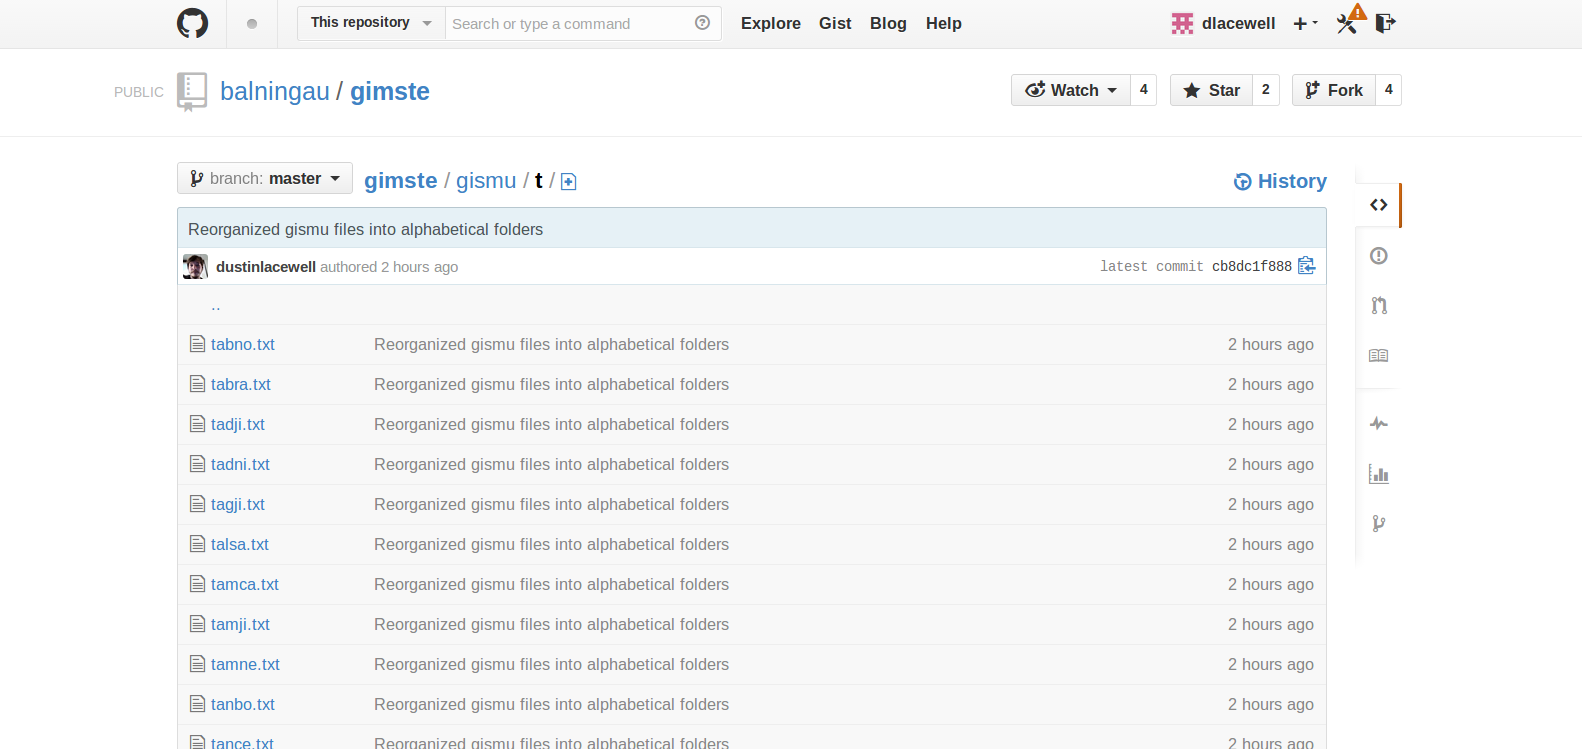 This repository Search or type a command Explore Gist Blog Help dlacewell
PUBLIC balningau / gimste Watch 4 Star 2 Fork 4
branch: master gimste / gismu / t / History
Reorganized gismu files into alphabetical folders
dustinlacewell authored 2 hours ago latest commit cb8dc1f888
..
tabno.txt Reorganized gismu files into alphabetical folders 2 hours ago
tabra.txt Reorganized gismu files into alphabetical folders 2 hours ago
tadji.txt Reorganized gismu files into alphabetical folders 2 hours ago
tadni.txt Reorganized gismu files into alphabetical folders 2 hours ago
tagji.txt Reorganized gismu files into alphabetical folders 2 hours ago
talsa.txt Reorganized gismu files into alphabetical folders 2 hours ago
tamca.txt Reorganized gismu files into alphabetical folders 2 hours ago
tamji.txt Reorganized gismu files into alphabetical folders 2 hours ago
tamne.txt Reorganized gismu files into alphabetical folders 2 hours ago
tanbo.txt Reorganized gismu files into alphabetical folders 2 hours ago
tance.txt Reorganized gismu files into alphabetical folders 2 hours ago